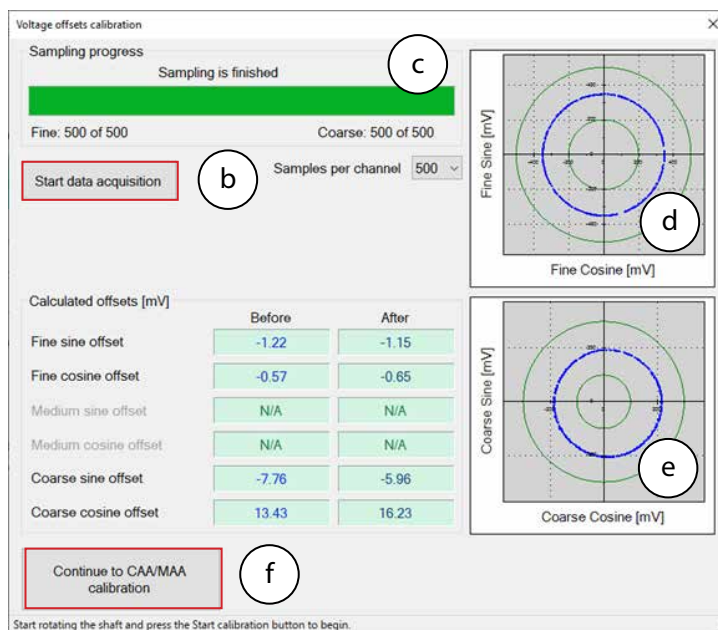 Voltage offsets calibration
Sampling progress
c
Sampling is finished
Fine: 500 of 500 Coarse: 500 of 500
Start data acquisition
b
Samples per channel 500
Fine Sine [mV]
d
Fine Cosine [mV]
Calculated offsets [mV]
Before After
Fine sine offset -1.22 -1.15
Fine cosine offset -0.57 -0.65
Medium sine offset N/A N/A
Medium cosine offset N/A N/A
Coarse sine offset -7.76 -5.96
Coarse cosine offset 13.43 16.23
Coarse Sine [mV]
e
Coarse Cosine [mV]
Continue to CAA/MAA
calibration
f
Start rotating the shaft and press the Start calibration button to begin.